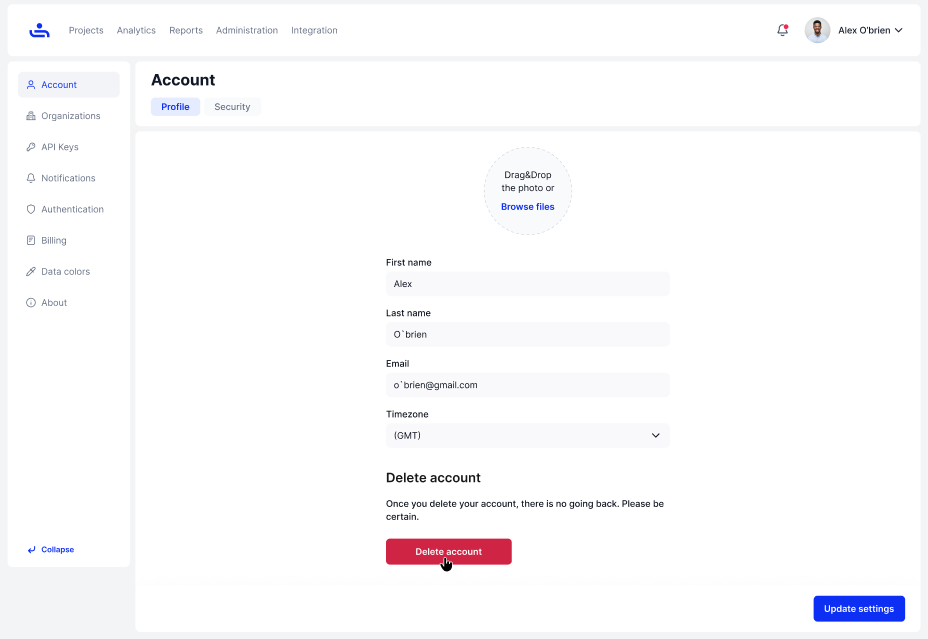 Projects Analytics Reports Administration Integration Alex O'brien
Account
Organizations
API Keys
Notifications
Authentication
Billing
Data colors
About
Collapse
Account
Profile Security
Drag&Drop
the photo or
Browse files
First name
Alex
Last name
O`brien
Email
o`brien@gmail.com
Timezone
(GMT)
Delete account
Once you delete your account, there is no going back. Please be
certain.
Delete account
Update settings